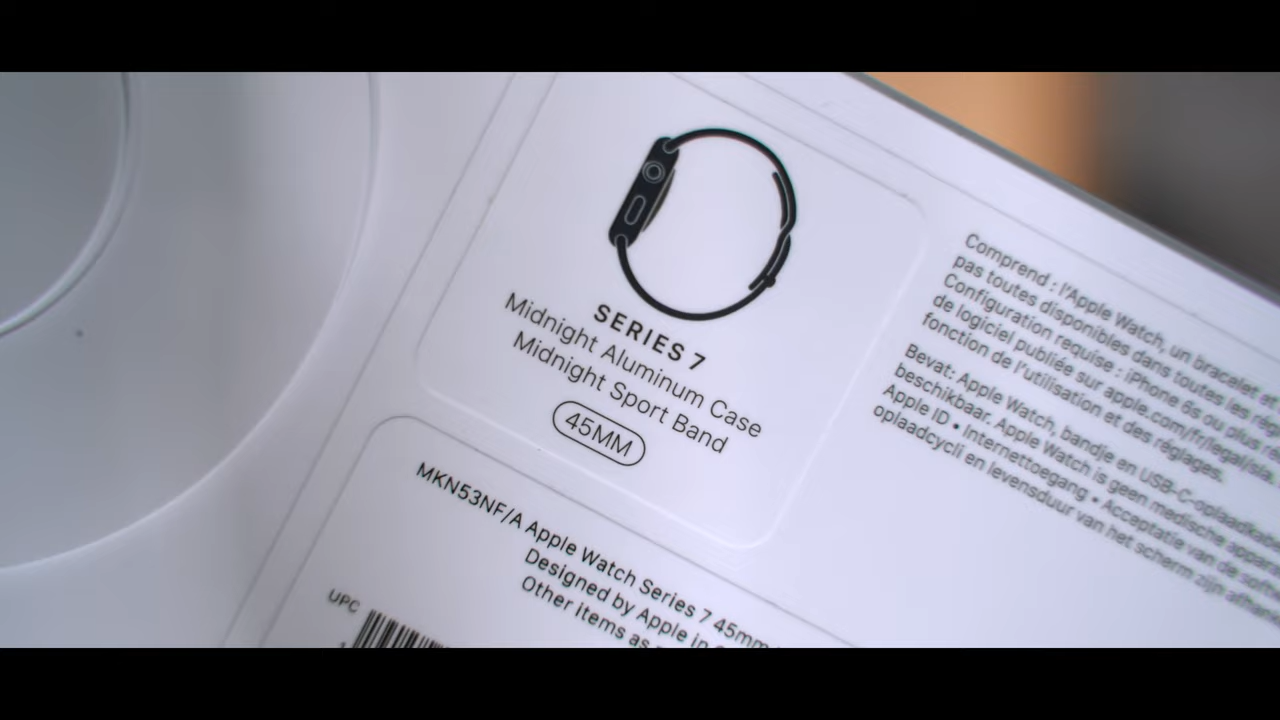 SERIES 7
Midnight Aluminum Case
Midnight Sport Band
45MM
MKN53NF/A Apple Watch Series 7 45mm
Designed by Apple in
Other items as
UPC
Comprend : l'Apple Watch, un bracelet et
pas toutes disponibles dans toutes les
Configuration requise : iPhone 6s ou plus
de logiciel publiée sur apple.com/fr/legal/sla.
fonction de l'utilisation et des réglages.
Bevat: Apple Watch, bandje en USB-C-oplaadkabel
beschikbaar. Apple Watch is geen medische
Apple ID • Internettoegang • Acceptatie van de
oplaadcycli en levensduur van het scherm zijn